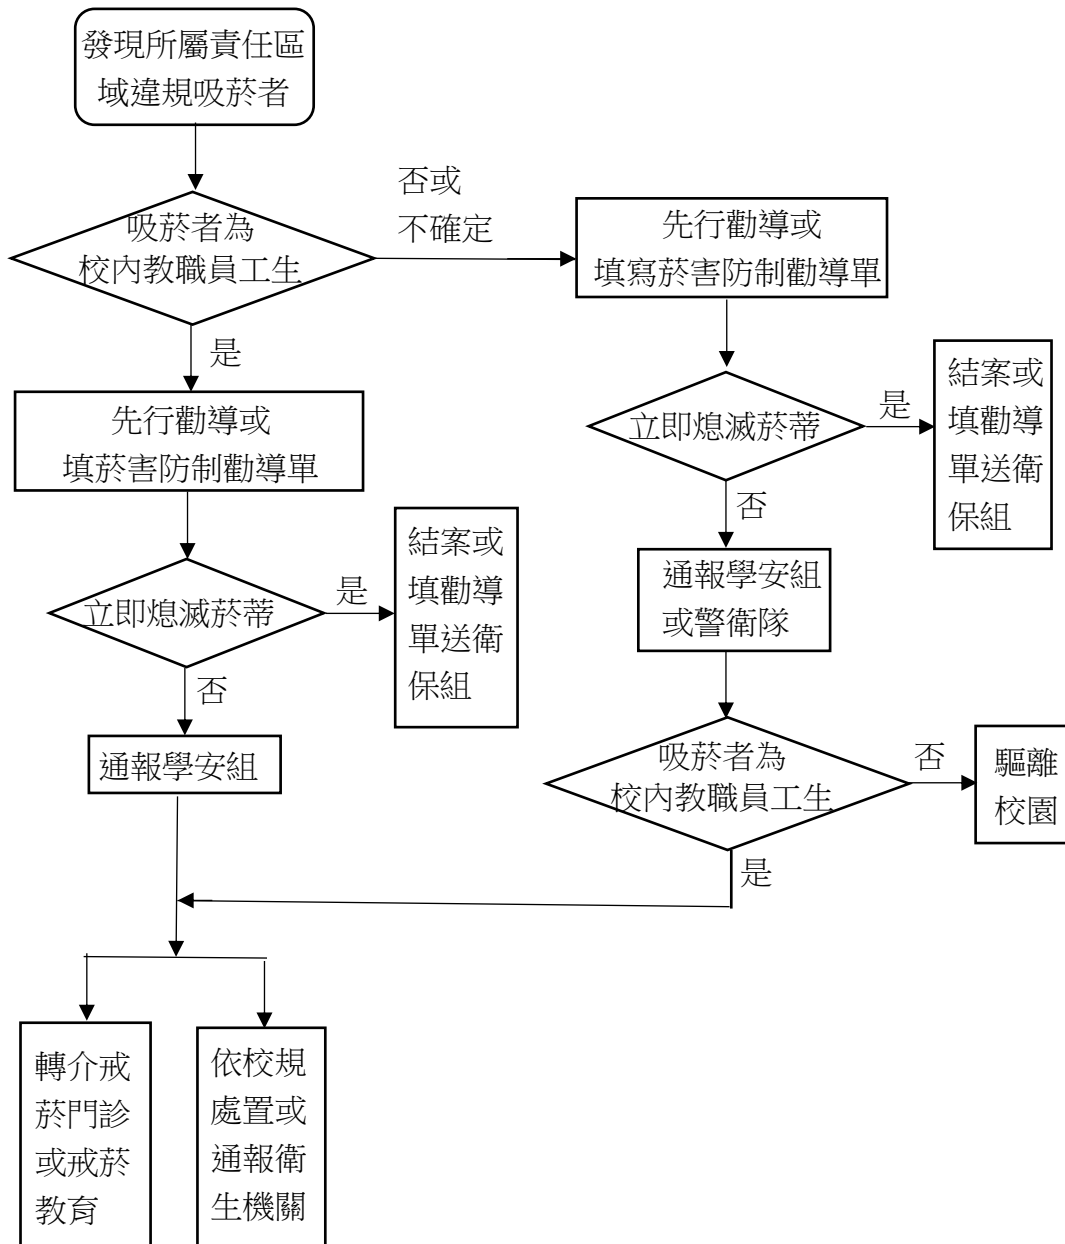 發現所屬責任區
域違規吸菸者
否或
不確定
吸菸者為
校內教職員工生
先行勸導或
填寫菸害防制勸導單
是
先行勸導或
填菸害防制勸導單
立即熄滅菸蒂
是
結案或
填勸導
單送衛
保組
否
通報學安組
或警衛隊
立即熄滅菸蒂
是
結案或
填勸導
單送衛
保組
否
通報學安組
吸菸者為
校內教職員工生
否
驅離
校園
是
轉介戒
菸門診
或戒菸
教育
依校規
處置或
通報衛
生機關